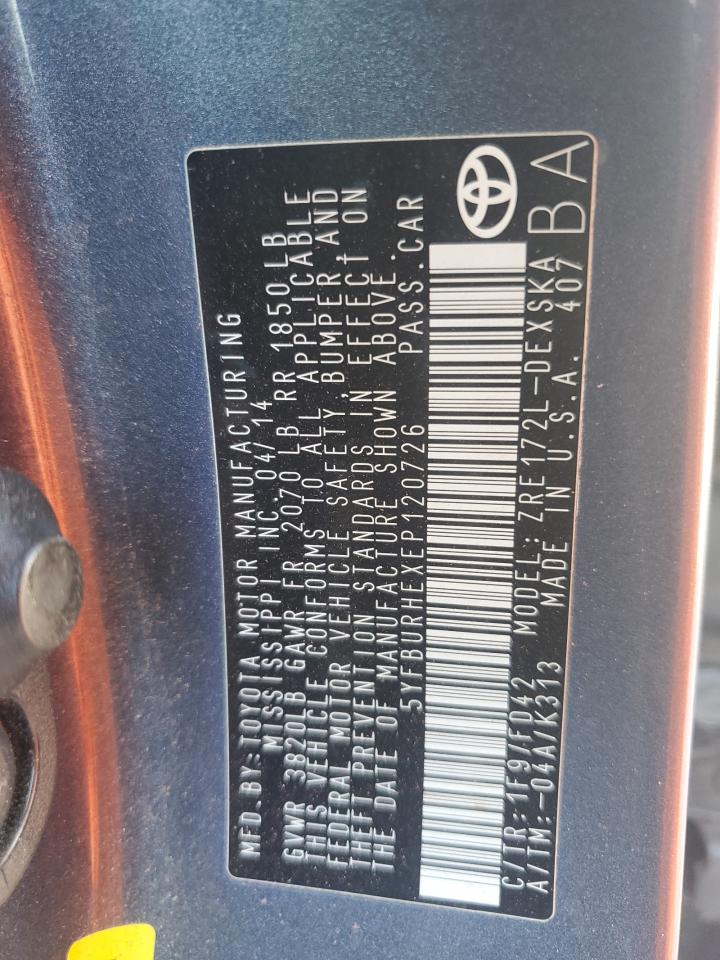 MFD.BY:TOYOTA MOTOR MANUFACTURING
MISSISSIPPI INC. 04/14
GVWR 3820LB GAWR FR 2070 LB RR 1850 LB
THIS VEHICLE CONFORMS TO ALL APPLICABLE
FEDERAL MOTOR VEHICLE SAFETY, BUMPER, AND
THEFT PREVENTION STANDARDS IN EFFECT ON
THE DATE OF MANUFACTURE SHOWN ABOVE.
5YFBURHEXEP120726 PASS.CAR
C/TR:1F9/FD42 MODEL:ZRE172L-DEXSKA
A/TM:-04A/K313 MADE IN U.S.A. 407
BA